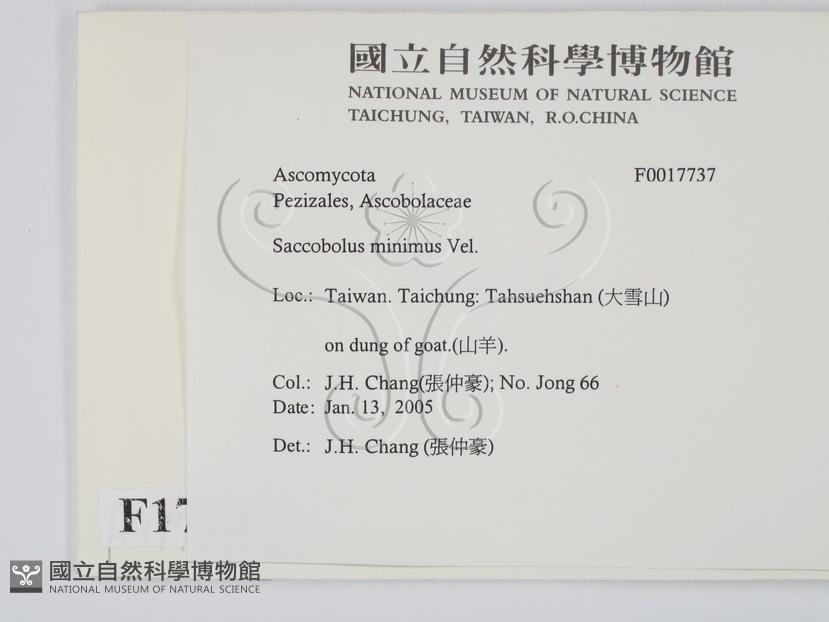 國立自然科學博物館
NATIONAL MUSEUM OF NATURAL SCIENCE
TAICHUNG, TAIWAN, R.O.CHINA
Ascomycota F0017737
Pezizales, Ascobolaceae
Saccobolus minimus Vel.
Loc.: Taiwan. Taichung: Tahsuehshan (大雪山)
on dung of goat.(山羊).
Col.: J.H. Chang(張仲豪); No. Jong 66
Date: Jan. 13, 2005
Det.: J.H. Chang (張仲豪)
F17
國立自然科學博物館
NATIONAL MUSEUM OF NATURAL SCIENCE